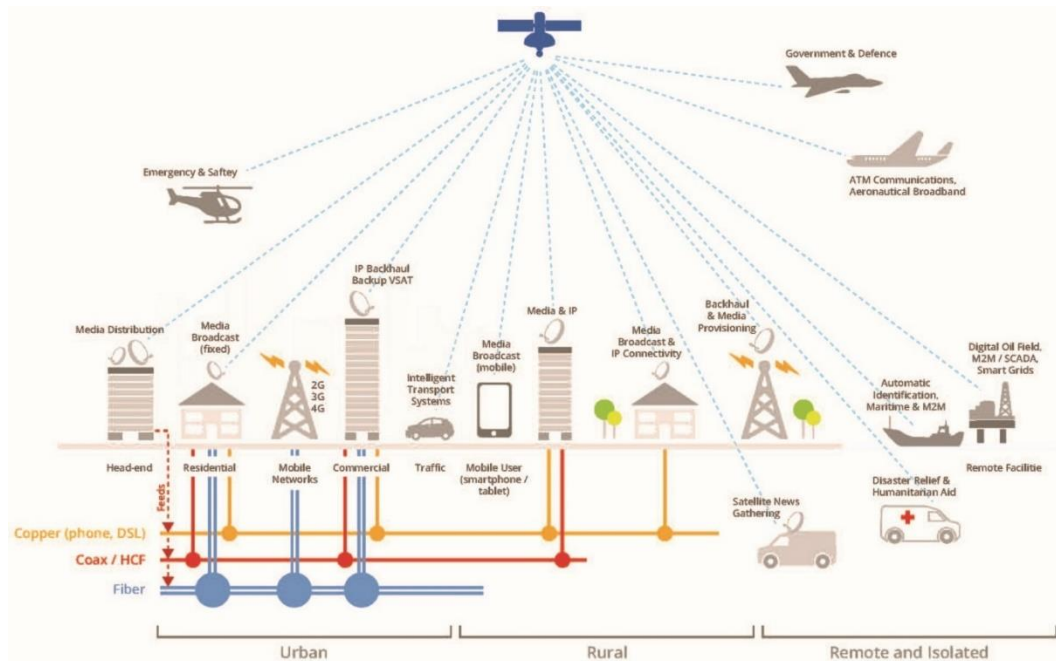 Government & Defence
ATM Communications,
Aeronautical Broadband
Emergency & Saftey
IP Backhaul
Backup VSAT
Media Distribution
Media
Broadcast
(fixed)
2G
3G
4G
Intelligent
Transport
Systems
Media
Broadcast
(mobile)
Media & IP
Media
Broadcast &
IP Connectivity
Backhaul
& Media
Provisioning
Automatic
Identification,
Maritime & M2M
Digital Oil Field,
M2M / SCADA,
Smart Grids
Head-end
Residential
Mobile
Networks
Commercial
Traffic
Mobile User
(smartphone /
tablet)
Satellite News
Gathering
Disaster Relief &
Humanitarian Aid
Remote Facilitie
Feeds
Copper (phone, DSL)
Coax / HCF
Fiber
Urban
Rural
Remote and Isolated